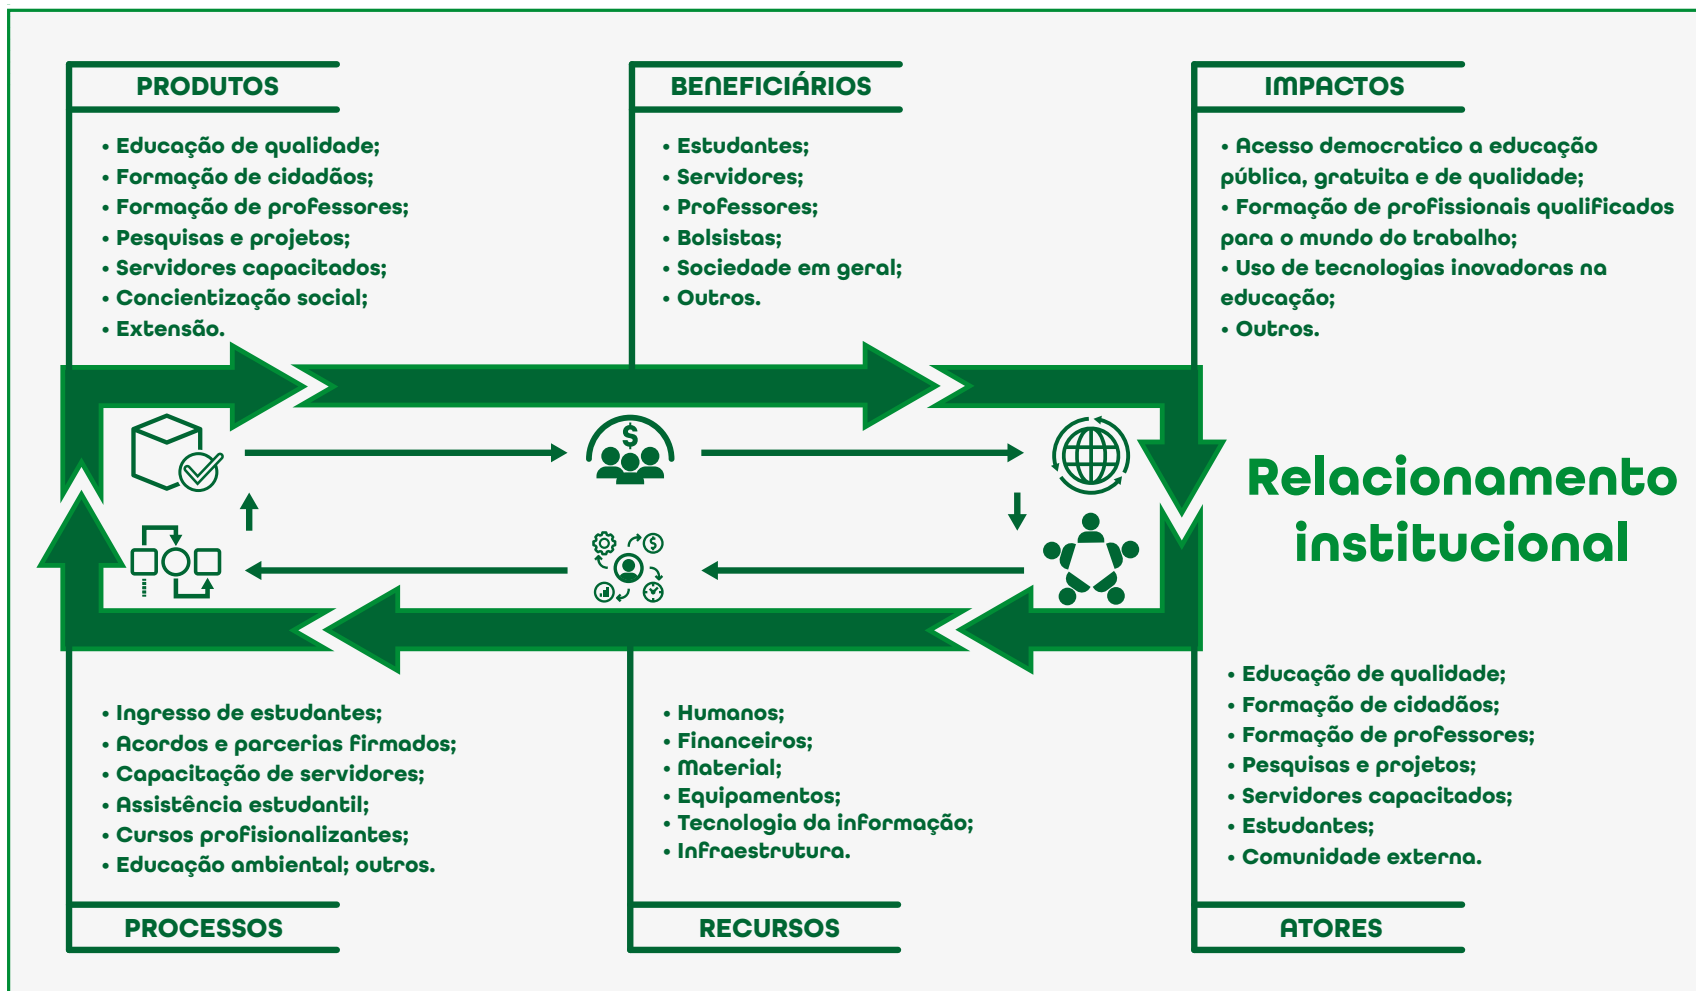 PRODUTOS
• Educação de qualidade;
• Formação de cidadãos;
• Formação de professores;
• Pesquisas e projetos;
• Servidores capacitados;
• Concientização social;
• Extensão.
BENEFICIÁRIOS
• Estudantes;
• Servidores;
• Professores;
• Bolsistas;
• Sociedade em geral;
• Outros.
IMPACTOS
• Acesso democratico a educação
pública, gratuita e de qualidade;
• Formação de profissionais qualificados
para o mundo do trabalho;
• Uso de tecnologias inovadoras na
educação;
• Outros.
$
$
Relacionamento
institucional
• Ingresso de estudantes;
• Acordos e parcerias firmados;
• Capacitação de servidores;
• Assistência estudantil;
• Cursos profisionalizantes;
• Educação ambiental; outros.
PROCESSOS
• Humanos;
• Financeiros;
• Material;
• Equipamentos;
• Tecnologia da informação;
• Infraestrutura.
RECURSOS
• Educação de qualidade;
• Formação de cidadãos;
• Formação de professores;
• Pesquisas e projetos;
• Servidores capacitados;
• Estudantes;
• Comunidade externa.
ATORES